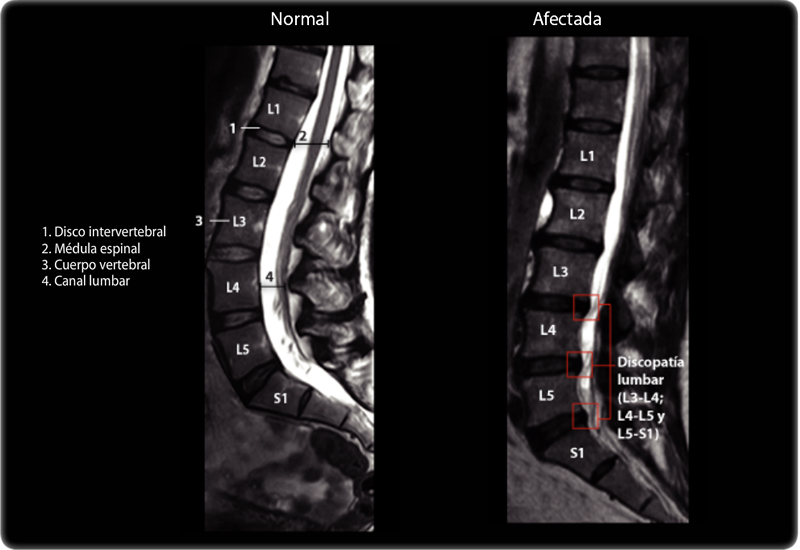 Normal
Afectada
L1
1
2
L2
3
L3
4
L4
L5
S1
1. Disco intervertebral
2. Médula espinal
3. Cuerpo vertebral
4. Canal lumbar
L1
L2
L3
L4
L5
S1
Discopatía
lumbar
(L3-L4;
L4-L5 y
L5-S1)